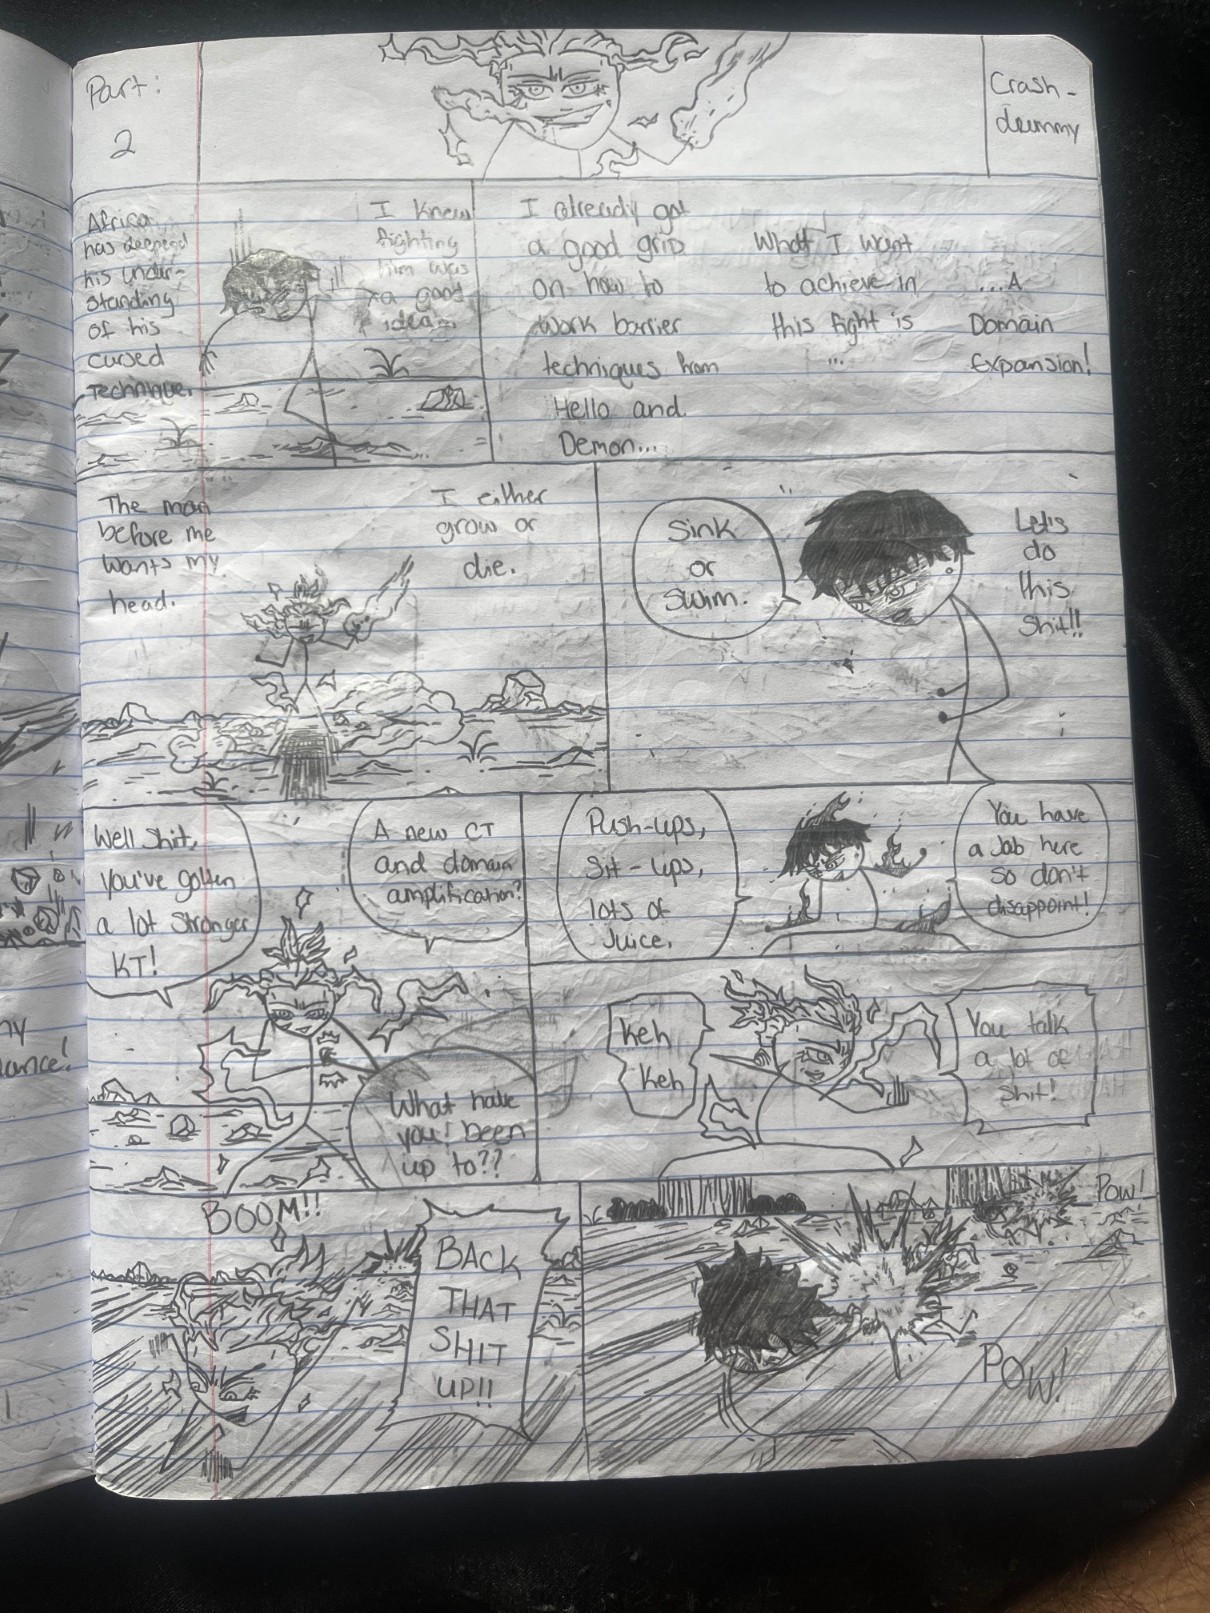 Part:
2
Crash-
dummy
Africa
has deepened
his under-
standing
of his
cursed
Technique.
I knew
fighting
him was
a good
idea.
I already got
a good grip
on how to
work barrier
techniques from
Hello and
Demon...
What I want
to achieve in
this fight is
...
...A
Domain
Expansion!
The man
before me
wants my
head.
I either
grow or
die.
Sink
or
Swim.
Let's
do
this
Shit!!
Well Shit,
you've gotten
a lot stronger
KT!
A new CT
and domain
amplification?
What have
you! been
up to??
Push-ups,
Sit-ups,
lots of
Juice.
You have
a Job here
so don't
disappoint!
Keh
Keh
You talk
a lot of
shit!
BOOM!!
BACK
THAT
SHIT
UP!!
POW!
POW!
ance!